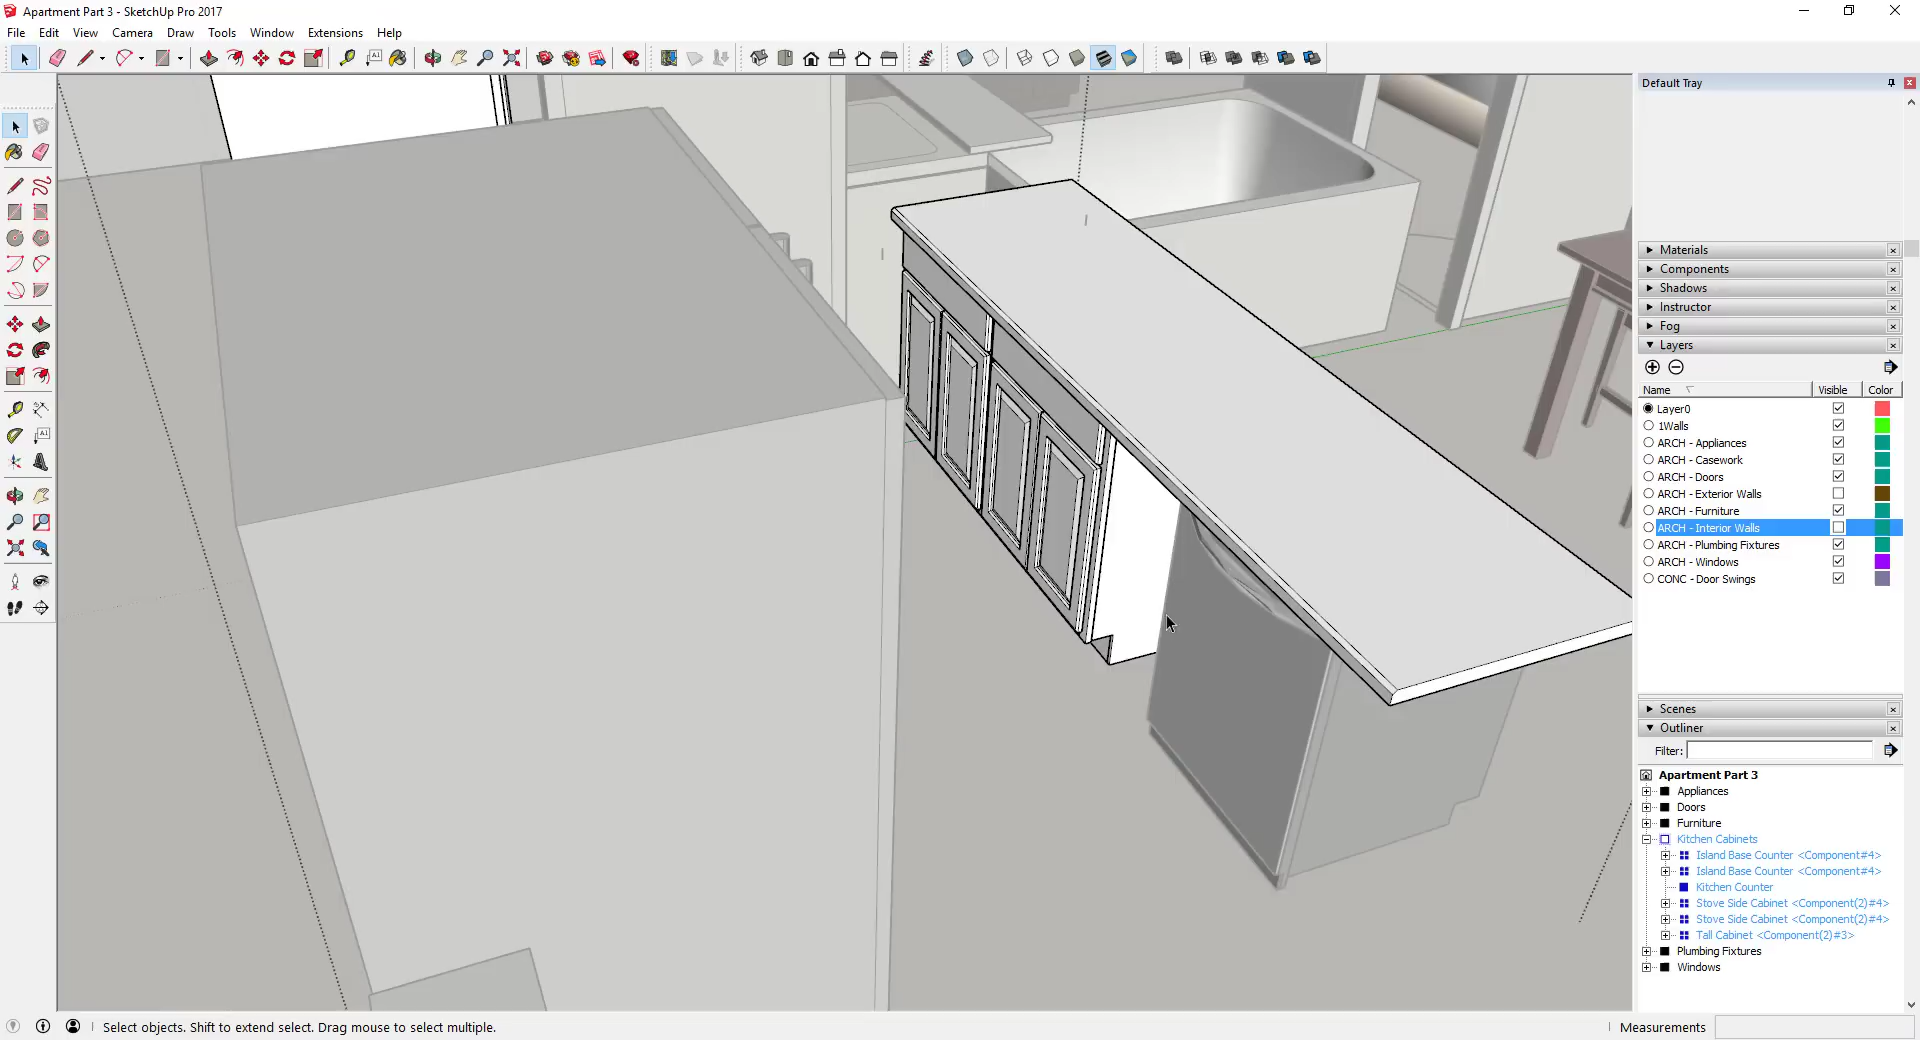 Apartment Part 3 - SketchUp Pro 2017
File Edit View Camera Draw Tools Window Extensions Help
Default Tray
Materials
Components
Shadows
Instructor
Fog
Layers
Name Visible Color
Layer0
1Walls
ARCH - Appliances
ARCH - Casework
ARCH - Doors
ARCH - Exterior Walls
ARCH - Furniture
ARCH - Interior Walls
ARCH - Plumbing Fixtures
ARCH - Windows
CONC - Door Swings
Scenes
Outliner
Filter:
Apartment Part 3
Appliances
Doors
Furniture
Kitchen Cabinets
Island Base Counter <Component#4>
Island Base Counter <Component#4>
Kitchen Counter
Stove Side Cabinet <Component(2)#4>
Stove Side Cabinet <Component(2)#4>
Tall Cabinet <Component(2)#3>
Plumbing Fixtures
Windows
Select objects. Shift to extend select. Drag mouse to select multiple.
Measurements